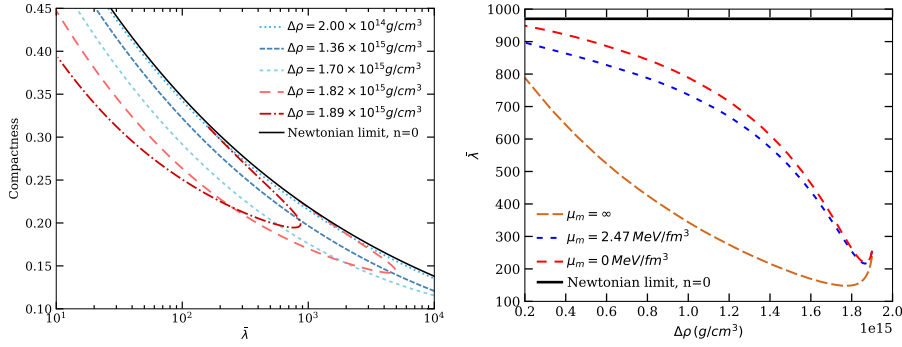 0.45
0.40
0.35
0.30
0.25
0.20
0.15
0.10
Compactness
Δρ = 2.00 × 10¹⁴g/cm³
Δρ = 1.36 × 10¹⁵g/cm³
Δρ = 1.70 × 10¹⁵g/cm³
Δρ = 1.82 × 10¹⁵g/cm³
Δρ = 1.89 × 10¹⁵g/cm³
Newtonian limit, n=0
10¹ 10² 10³ 10⁴
λ̄
1000
900
800
700
600
500
400
300
200
100
λ̄
μₘ = ∞
μₘ = 2.47 MeV/fm³
μₘ = 0 MeV/fm³
Newtonian limit, n=0
0.2 0.4 0.6 0.8 1.0 1.2 1.4 1.6 1.8 2.0
Δρ (g/cm³)
1e15